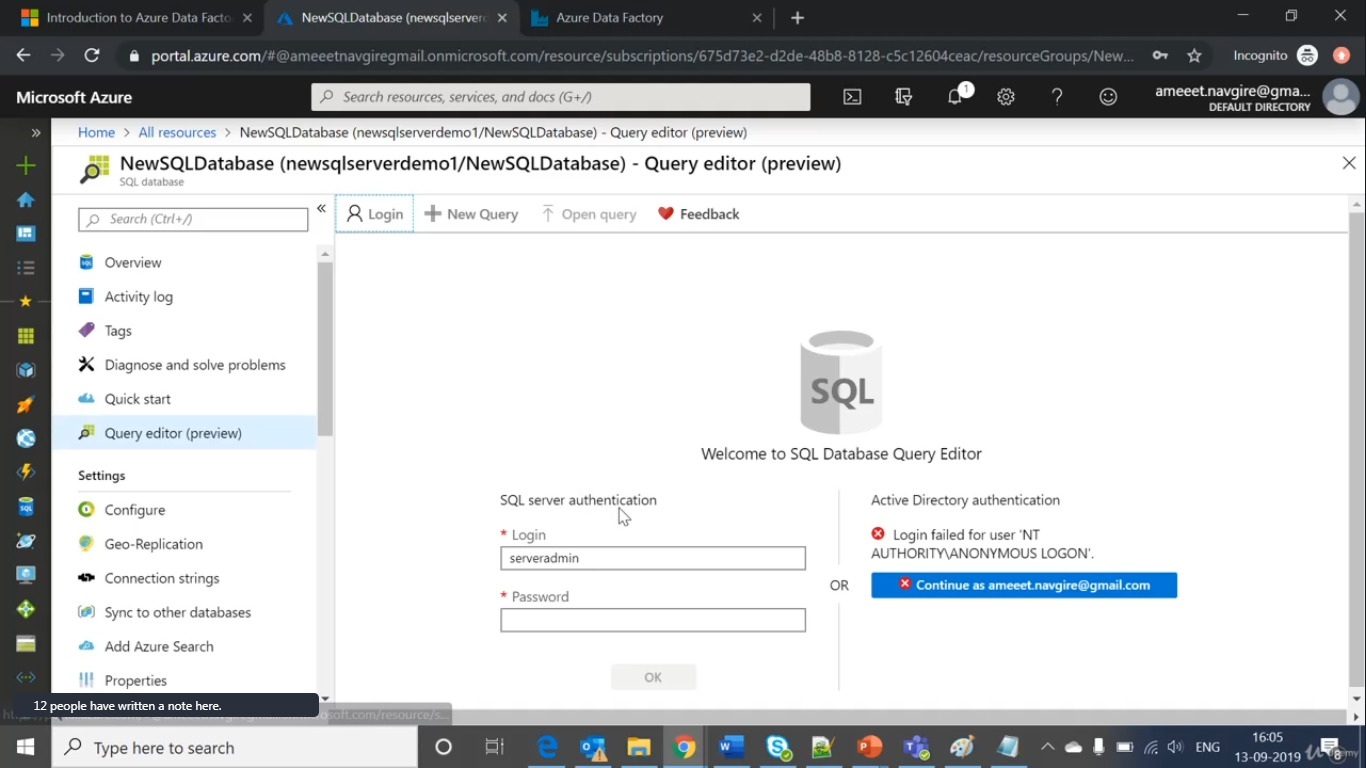 Introduction to Azure Data Facto
NewSQLDatabase (newsqlserver
Azure Data Factory
portal.azure.com/#@ameeetnavgiregmail.onmicrosoft.com/resource/subscriptions/675d73e2-d2de-48b8-8128-c5c12604ceac/resourceGroups/New...
Incognito
Microsoft Azure
Search resources, services, and docs (G+/)
1
ameeet.navgire@gma...
DEFAULT DIRECTORY
Home > All resources > NewSQLDatabase (newsqlserverdemo1/NewSQLDatabase) - Query editor (preview)
NewSQLDatabase (newsqlserverdemo1/NewSQLDatabase) - Query editor (preview)
SQL database
Search (Ctrl+/)
Login
New Query
Open query
Feedback
Overview
Activity log
Tags
Diagnose and solve problems
Quick start
Query editor (preview)
Settings
Configure
Geo-Replication
Connection strings
Sync to other databases
Add Azure Search
Properties
SQL
Welcome to SQL Database Query Editor
SQL server authentication
* Login
serveradmin
* Password
OK
OR
Active Directory authentication
Login failed for user 'NT
AUTHORITY\ANONYMOUS LOGON'.
Continue as ameeet.navgire@gmail.com
12 people have written a note here.
Type here to search
ENG
16:05
13-09-2019
8